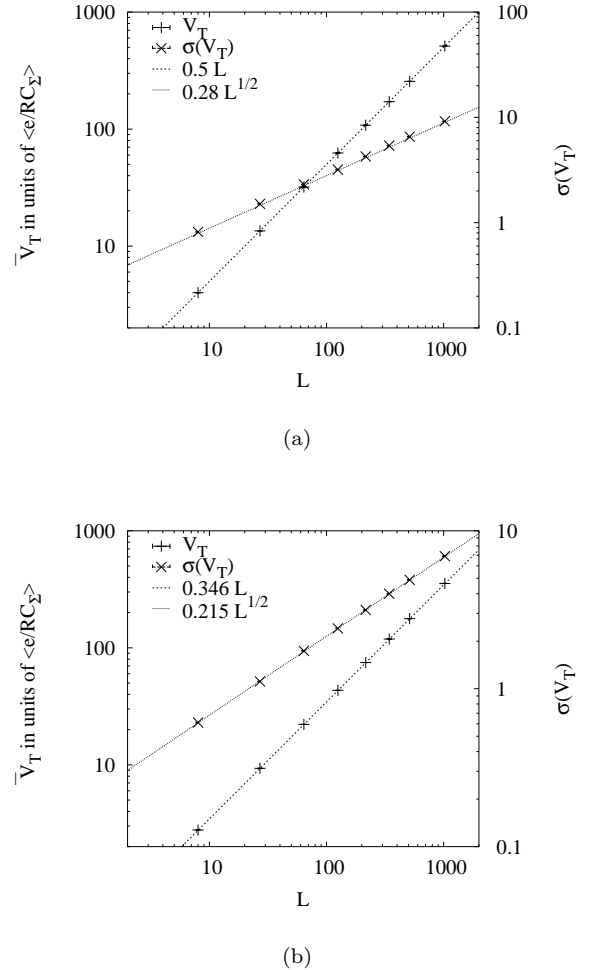 V_T
σ(V_T)
0.5 L
0.28 L^{1/2}
1000
100
10
100
10
1
0.1
10
100
1000
V̅_T in units of <e/RC_Σ>
σ(V_T)
L
(a)
V_T
σ(V_T)
0.346 L
0.215 L^{1/2}
1000
100
10
10
1
0.1
10
100
1000
V̅_T in units of <e/RC_Σ>
σ(V_T)
L
(b)